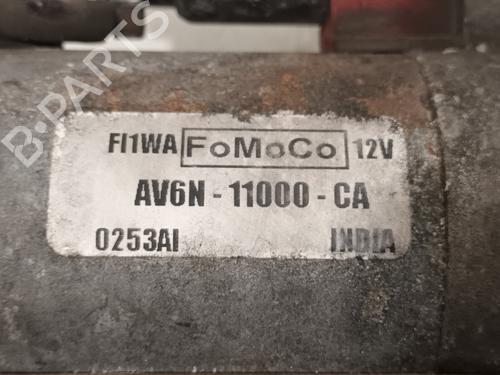 B-PARTS
FI1WA FoMoCo 12V
AV6N - 11000 - CA
0253AI INDIA